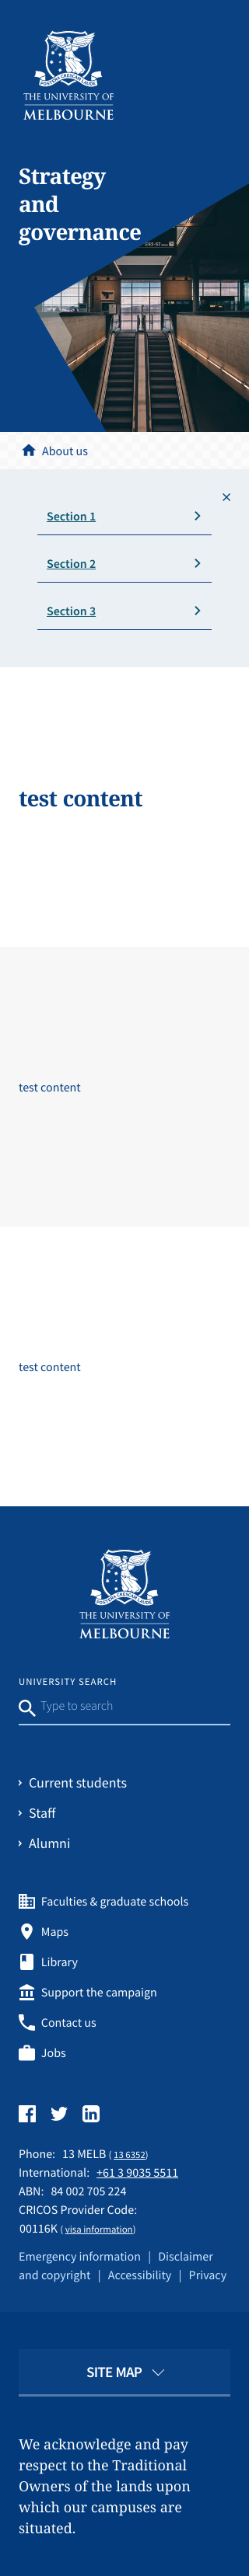 THE UNIVERSITY OF
MELBOURNE
Strategy
and
governance
About us
Section 1
Section 2
Section 3
test content
test content
test content
THE UNIVERSITY OF
MELBOURNE
UNIVERSITY SEARCH
Type to search
Current students
Staff
Alumni
Faculties & graduate schools
Maps
Library
Support the campaign
Contact us
Jobs
Phone: 13 MELB ( 13 6352)
International: +61 3 9035 5511
ABN: 84 002 705 224
CRICOS Provider Code:
00116K ( visa information)
Emergency information | Disclaimer
and copyright | Accessibility | Privacy
SITE MAP
We acknowledge and pay
respect to the Traditional
Owners of the lands upon
which our campuses are
situated.